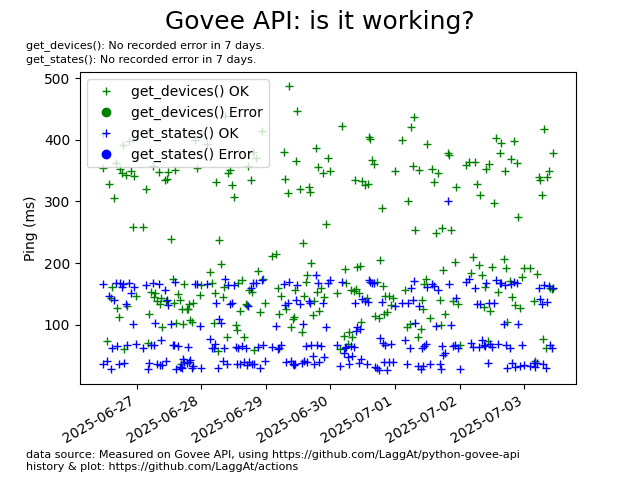 Govee API: is it working?
get_devices(): No recorded error in 7 days.
get_states(): No recorded error in 7 days.
500
400
300
200
100
Ping (ms)
get_devices() OK
get_devices() Error
get_states() OK
get_states() Error
2025-06-27
2025-06-28
2025-06-29
2025-06-30
2025-07-01
2025-07-02
2025-07-03
data source: Measured on Govee API, using https://github.com/LaggAt/python-govee-api
history & plot: https://github.com/LaggAt/actions